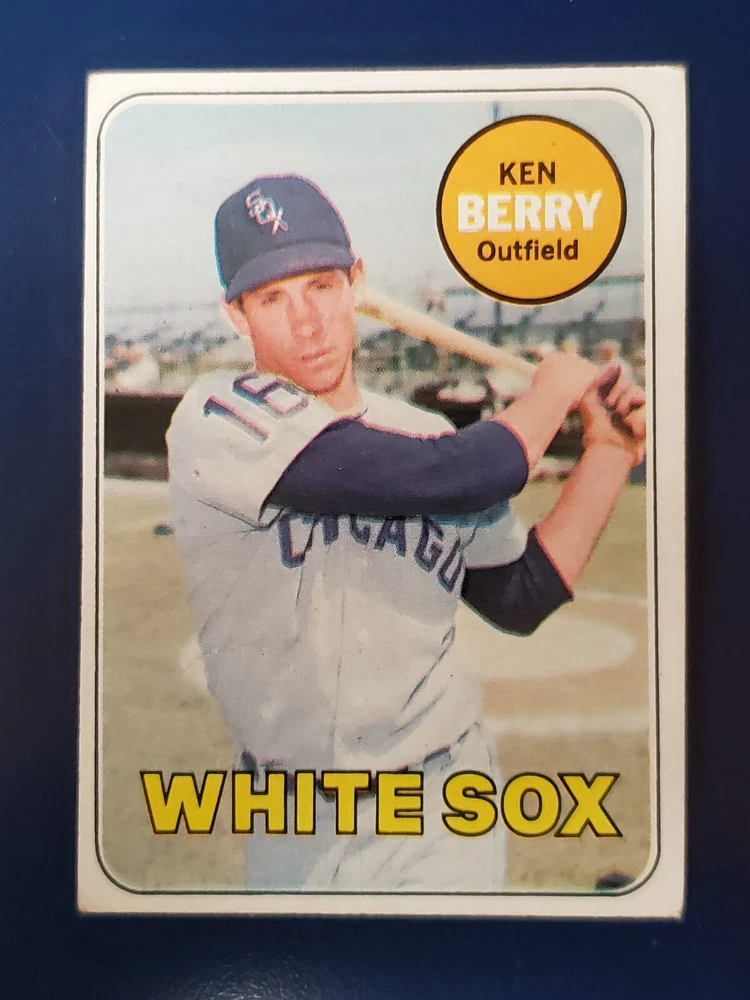 KEN
BERRY
Outfield
SOX
16
CHICAGO
WHITE SOX